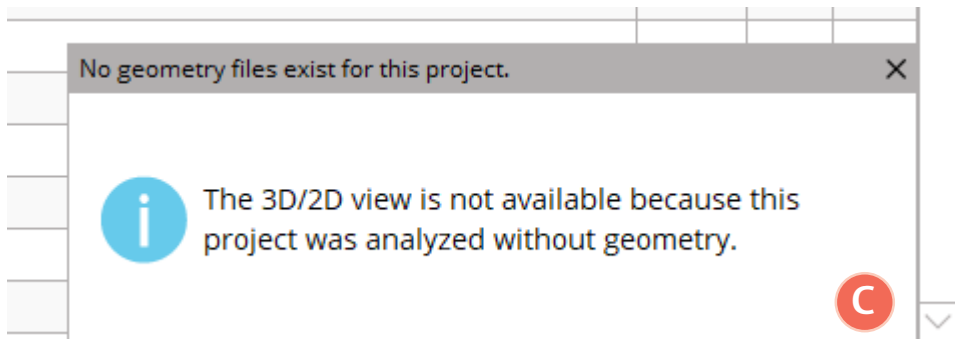 No geometry files exist for this project.
The 3D/2D view is not available because this
project was analyzed without geometry.
C